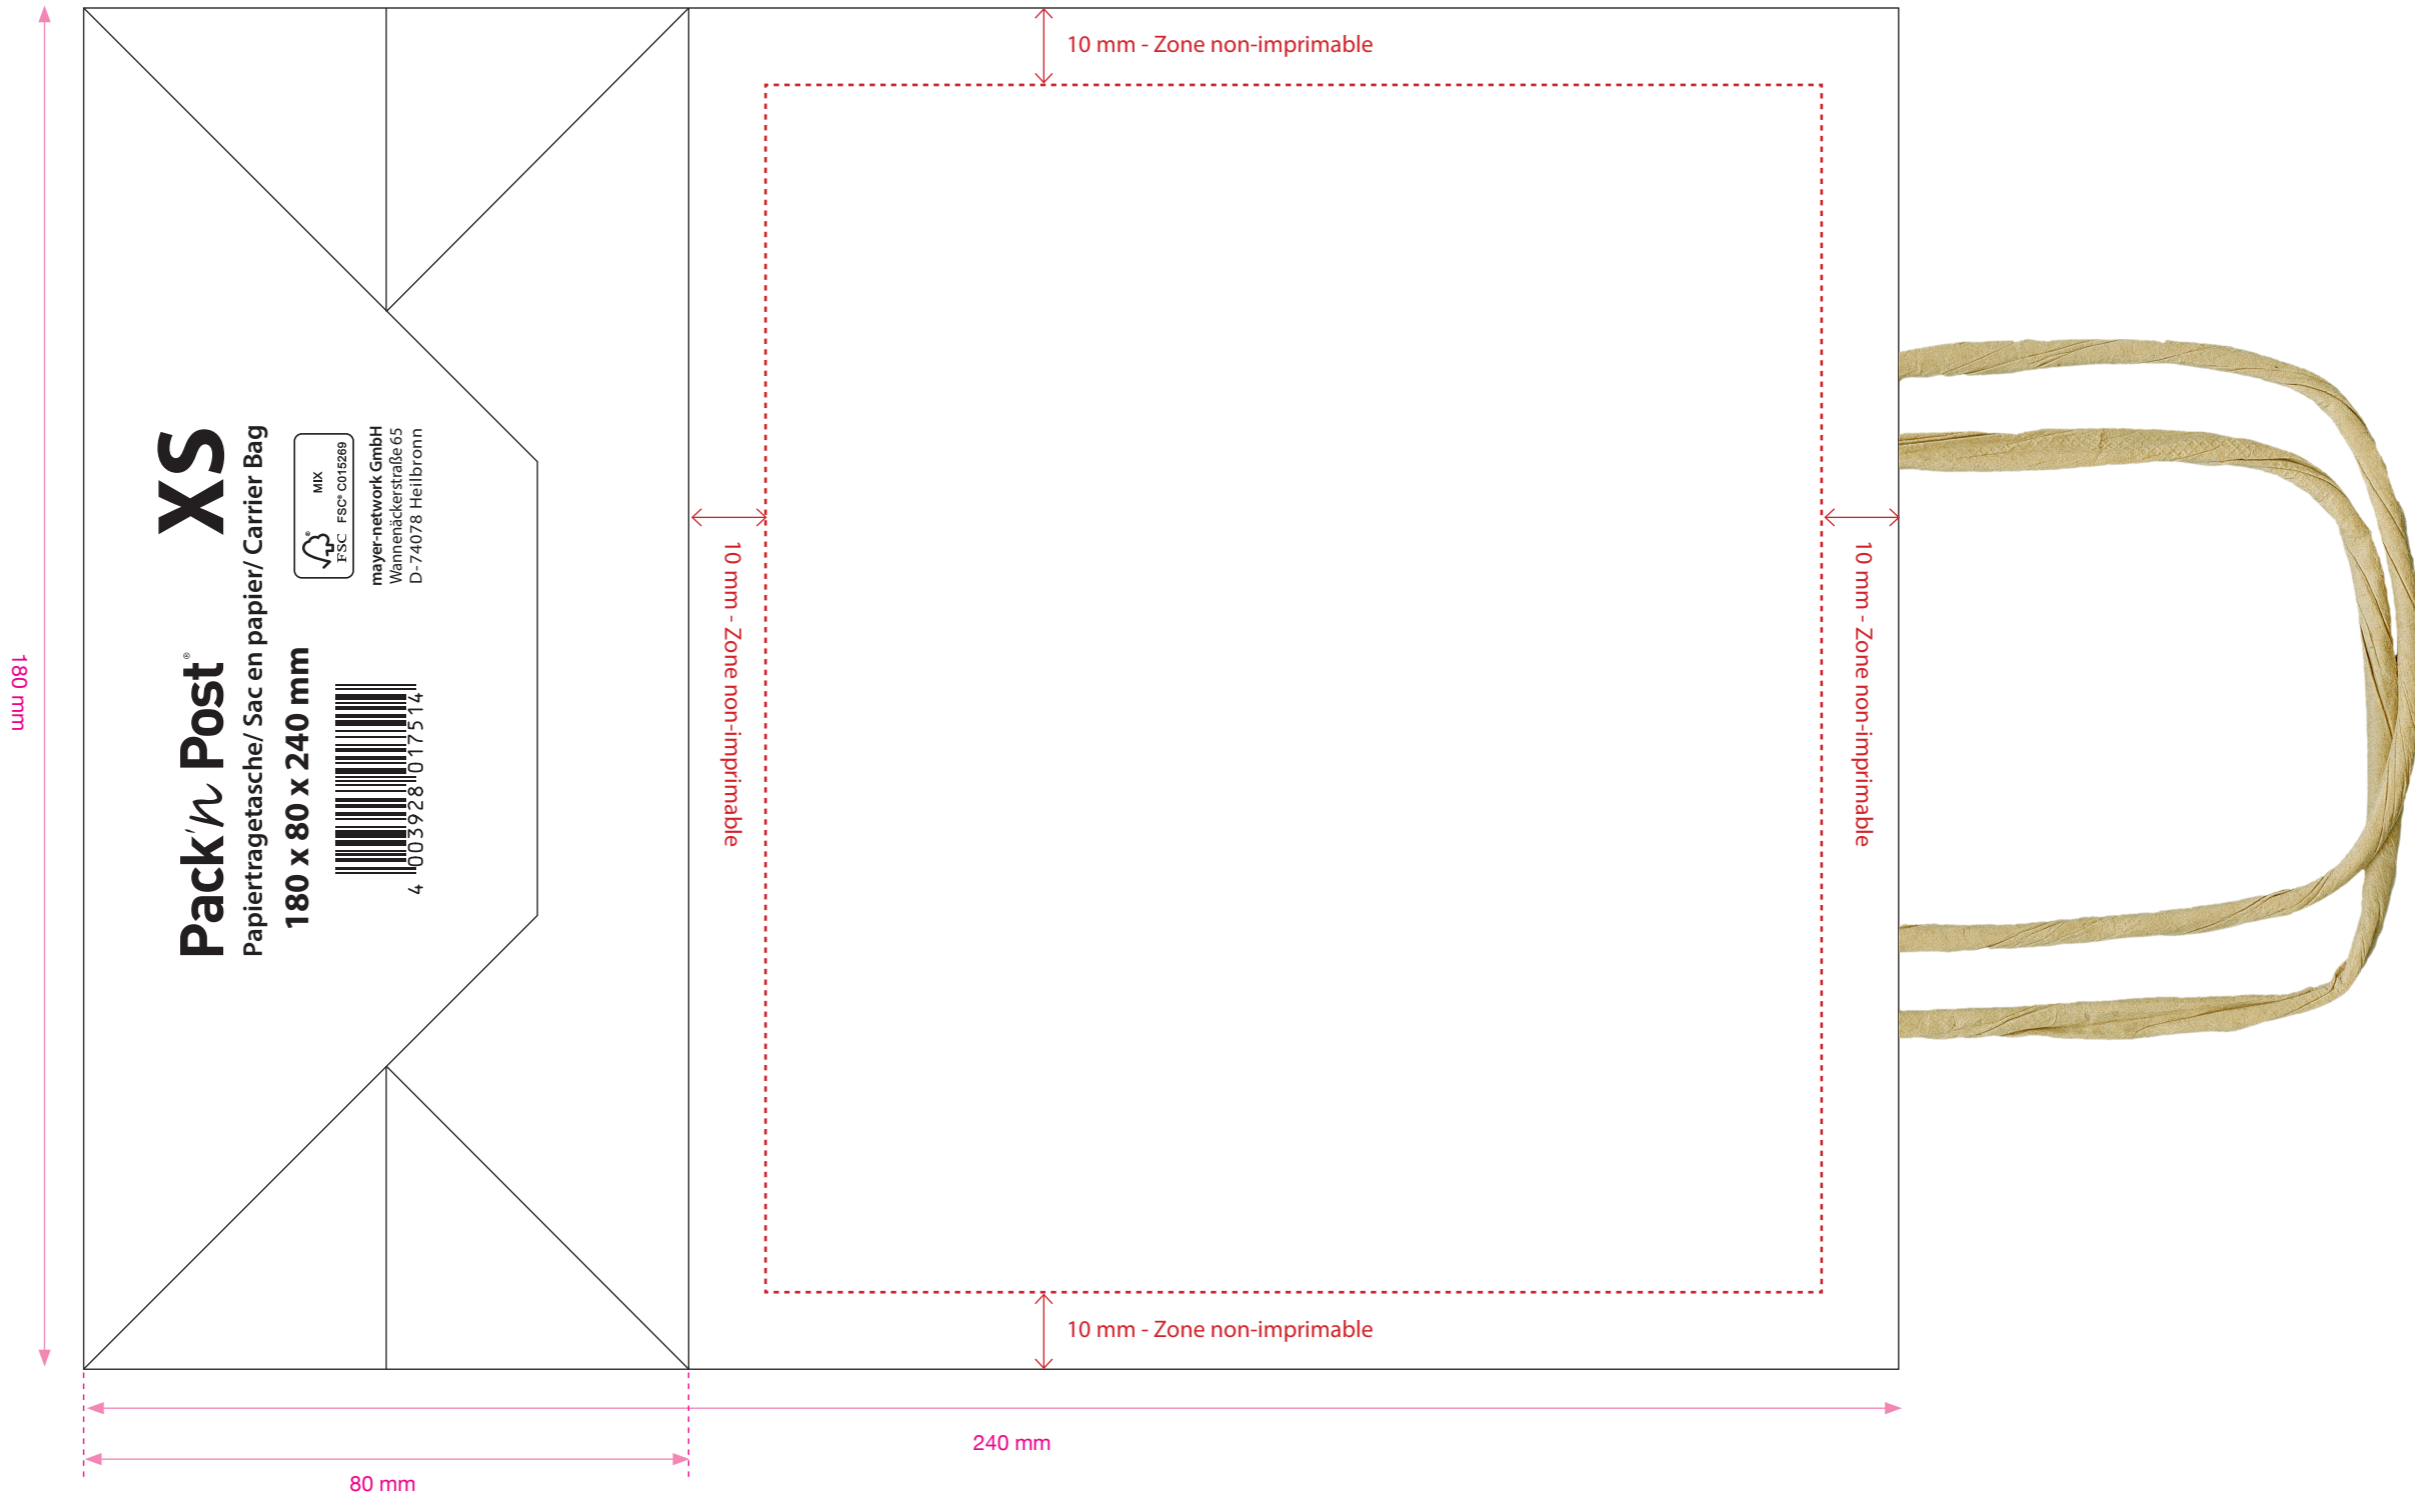 10 mm - Zone non-imprimable
Pack'n Post® XS
Papiertragetasche/ Sac en papier/ Carrier Bag
180 x 80 x 240 mm
4 003928 017514
FSC®
MIX
FSC® C015269
mayer-network GmbH
Wannenäckerstraße 65
D-74078 Heilbronn
10 mm - Zone non-imprimable
10 mm - Zone non-imprimable
180 mm
10 mm - Zone non-imprimable
240 mm
80 mm